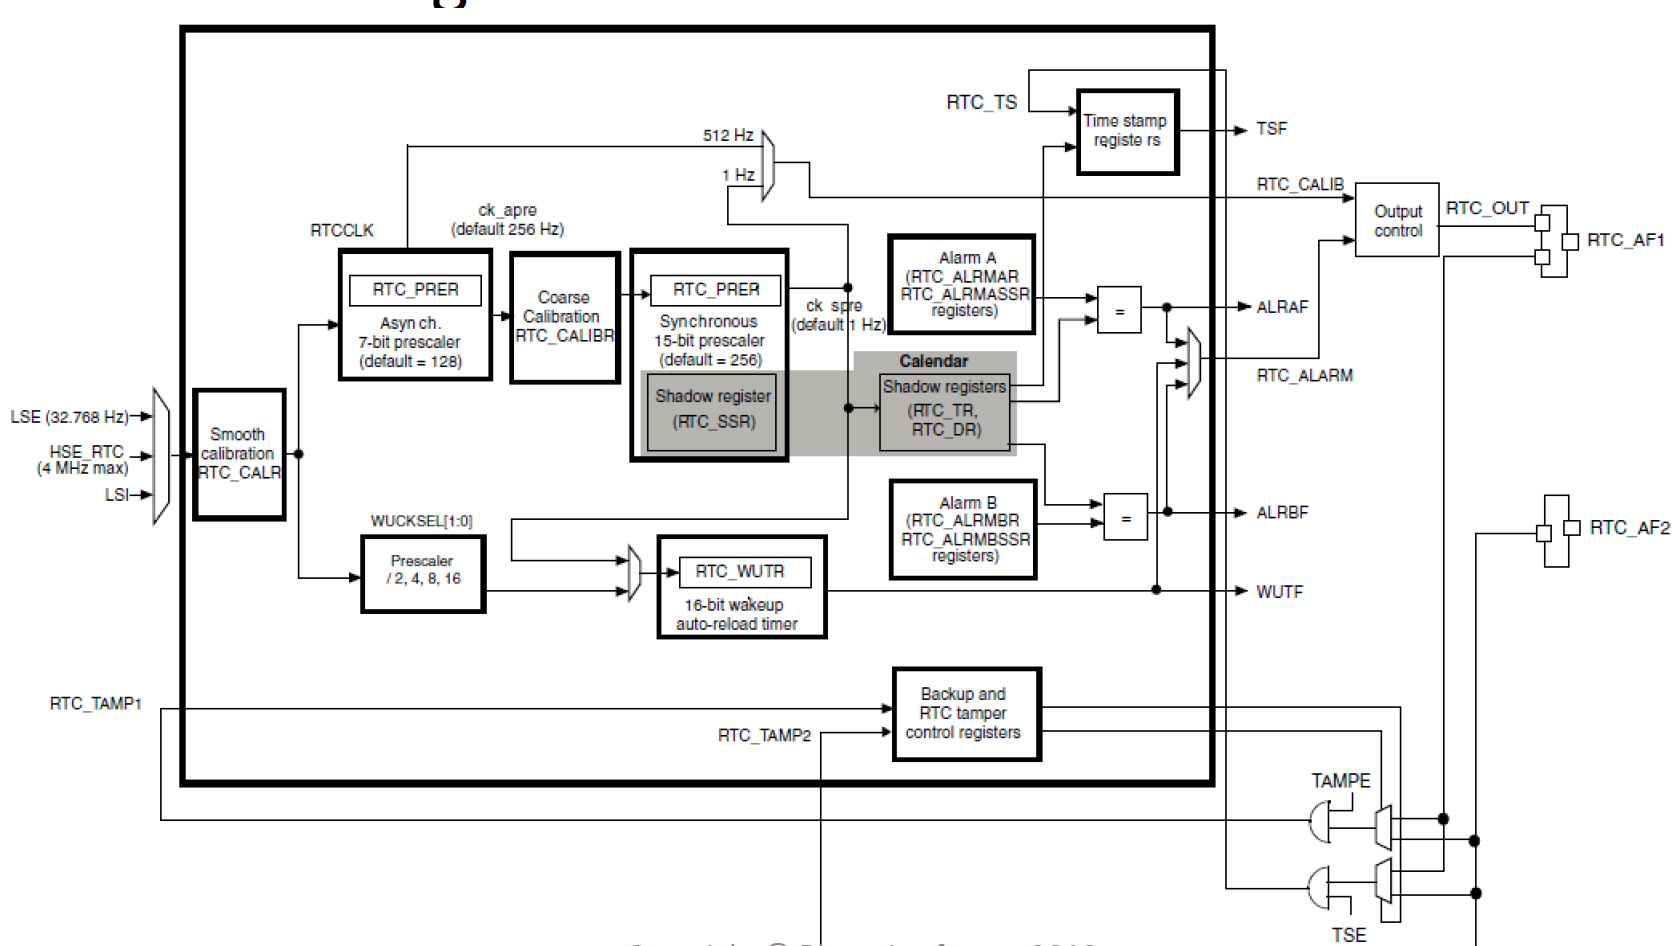 RTC_TS
Time stamp
registe rs
TSF
512 Hz
1 Hz
RTC_CALIB
Output
control
RTC_OUT
RTC_AF1
RTCCLK
ck_apre
(default 256 Hz)
RTC_PRER
Asyn ch.
7-bit prescaler
(default = 128)
Coarse
Calibration
RTC_CALIBR
RTC_PRER
Synchronous
15-bit prescaler
(default = 256)
Shadow register
(RTC_SSR)
ck spre
(default 1 Hz)
Alarm A
(RTC_ALRMAR
RTC_ALRMASSR
registers)
=
ALRAF
RTC_ALARM
Calendar
Shadow registers
(RTC_TR,
RTC_DR)
LSE (32.768 Hz)
HSE_RTC
(4 MHz max)
LSI
Smooth
calibration
RTC_CALR
WUCKSEL[1:0]
Prescaler
/ 2, 4, 8, 16
RTC_WUTR
16-bit wakeup
auto-reload timer
Alarm B
(RTC_ALRMBR
RTC_ALRMBSSR
registers)
=
ALRBF
WUTF
RTC_AF2
RTC_TAMP1
RTC_TAMP2
Backup and
RTC tamper
control registers
TAMPE
TSE